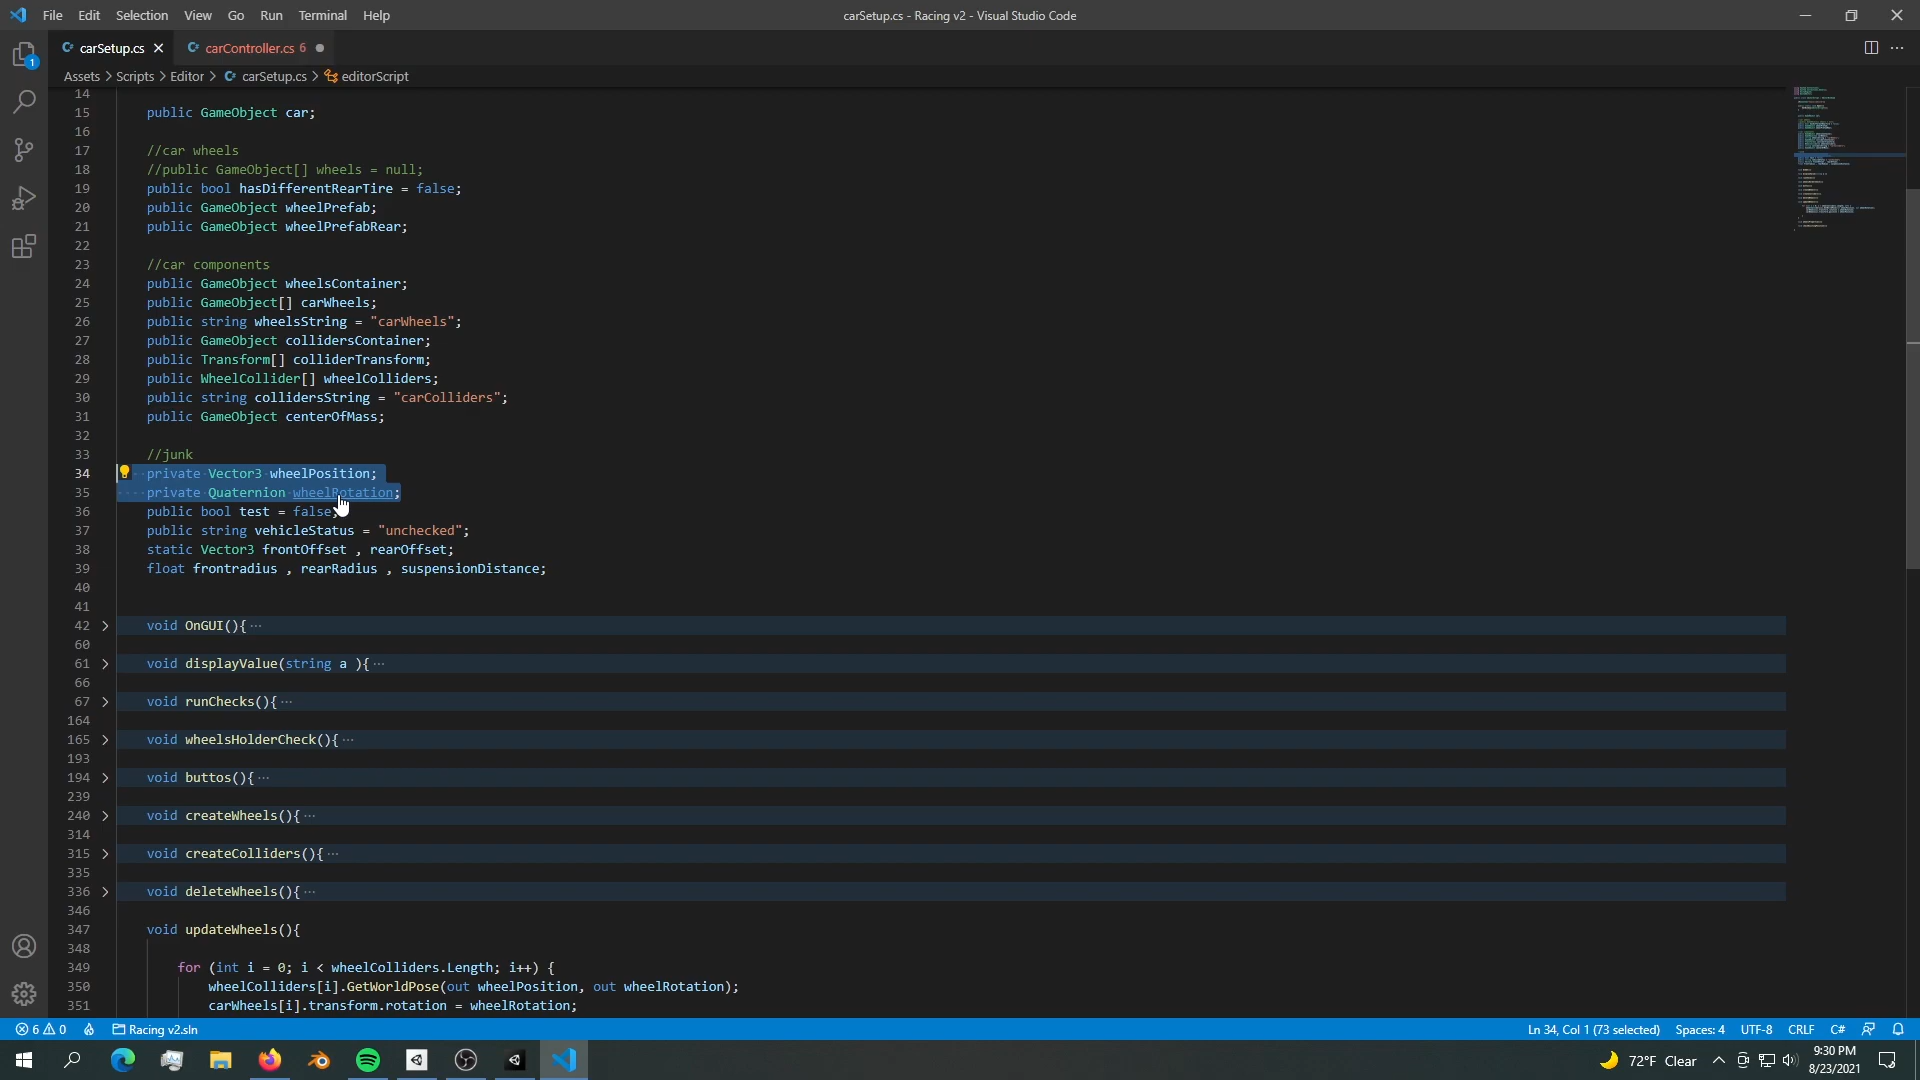 File Edit Selection View Go Run Terminal Help
carSetup.cs - Racing v2 - Visual Studio Code
carSetup.cs
carController.cs 6
Assets > Scripts > Editor > carSetup.cs > editorScript
1
14
15 public GameObject car;
16
17 //car wheels
18 //public GameObject[] wheels = null;
19 public bool hasDifferentRearTire = false;
20 public GameObject wheelPrefab;
21 public GameObject wheelPrefabRear;
22
23 //car components
24 public GameObject wheelsContainer;
25 public GameObject[] carWheels;
26 public string wheelsString = "carWheels";
27 public GameObject collidersContainer;
28 public Transform[] colliderTransform;
29 public WheelCollider[] wheelColliders;
30 public string collidersString = "carColliders";
31 public GameObject centerOfMass;
32
33 //junk
34 private Vector3 wheelPosition;
35 private Quaternion wheelRotation;
36 public bool test = false;
37 public string vehicleStatus = "unchecked";
38 static Vector3 frontOffset , rearOffset;
39 float frontradius , rearRadius , suspensionDistance;
40
41
42 void OnGUI(){ ···
60
61 void displayValue(string a ){ ···
66
67 void runChecks(){ ···
164
165 void wheelsHolderCheck(){ ···
193
194 void buttos(){ ···
239
240 void createWheels(){ ···
314
315 void createColliders(){ ···
335
336 void deleteWheels(){ ···
346
347 void updateWheels(){
348
349 for (int i = 0; i < wheelColliders.Length; i++) {
350 wheelColliders[i].GetWorldPose(out wheelPosition, out wheelRotation);
351 carWheels[i].transform.rotation = wheelRotation;
6 0 Racing v2.sln
Ln 34, Col 1 (73 selected) Spaces: 4 UTF-8 CRLF C#
72°F Clear
9:30 PM
8/23/2021